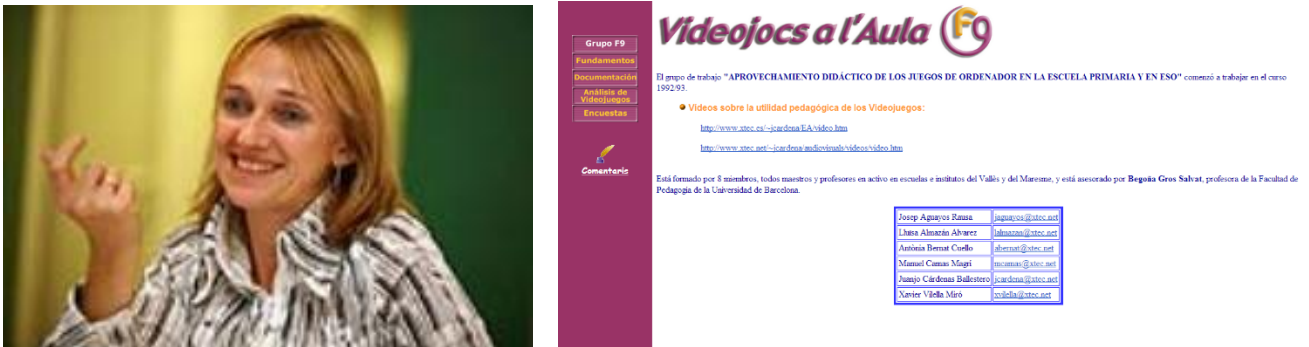 Videojocs a l'Aula F9
Grupo F9
Fundamentos
Documentación
Análisis de
Videojuegos
Encuestas
Comentaris
El grupo de trabajo "APROVECHAMIENTO DIDÁCTICO DE LOS JUEGOS DE ORDENADOR EN LA ESCUELA PRIMARIA Y EN ESO" comenzó a trabajar en el curso
1992/93.
Videos sobre la utilidad pedagógica de los Videojuegos:
http://www.xtec.es/~jcardena/EA/video.htm
http://www.xtec.net/~jcardena/audiovisuals/videos/video.htm
Está formado por 8 miembros, todos maestros y profesores en activo en escuelas e institutos del Vallès y del Maresme, y está asesorado por Begoña Gros Salvat, profesora de la Facultad de
Pedagogía de la Universidad de Barcelona.
Josep Aguayos Rausa jaguayos@xtec.net
Lluïsa Almazán Alvarez lalmazan@xtec.net
Antònia Bernat Cuello abernat@xtec.net
Manuel Camas Magrí mcamas@xtec.net
Juanjo Cárdenas Ballestero jcardena@xtec.net
Xavier Vilella Miró xvilella@xtec.net